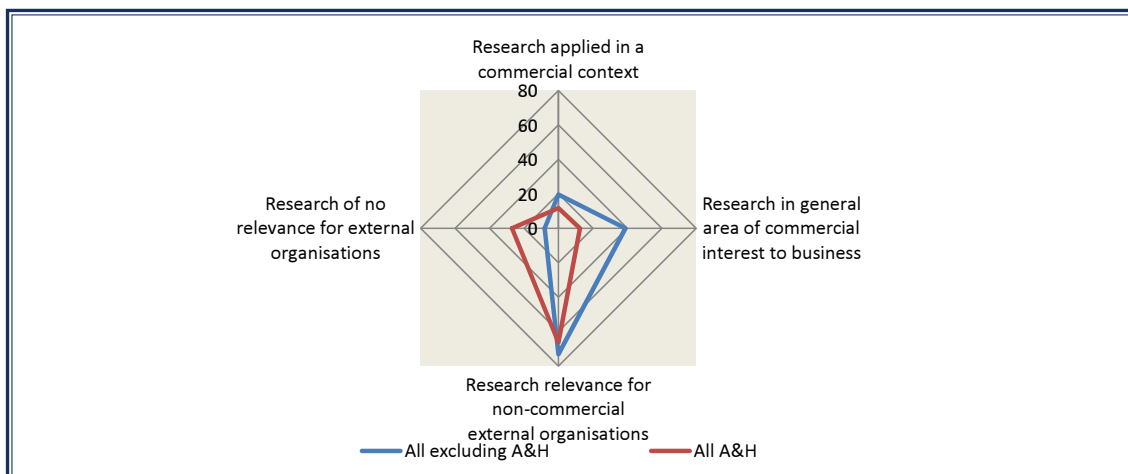 Research applied in a
commercial context
80
60
40
20
0
Research of no
relevance for external
organisations
Research in general
area of commercial
interest to business
Research relevance for
non-commercial
external organisations
All excluding A&H
All A&H